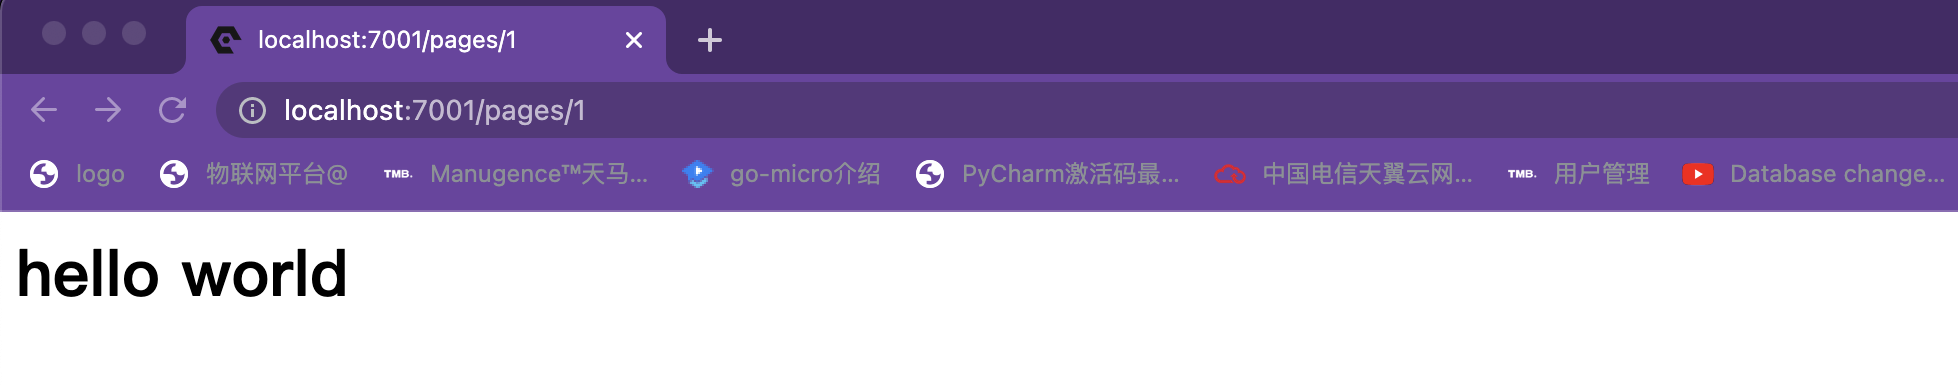 localhost:7001/pages/1
localhost:7001/pages/1
logo 物联网平台@ TMB. Manugence™天马... go-micro介绍 PyCharm激活码最... 中国电信天翼云网... TMB. 用户管理 Database change...
hello world